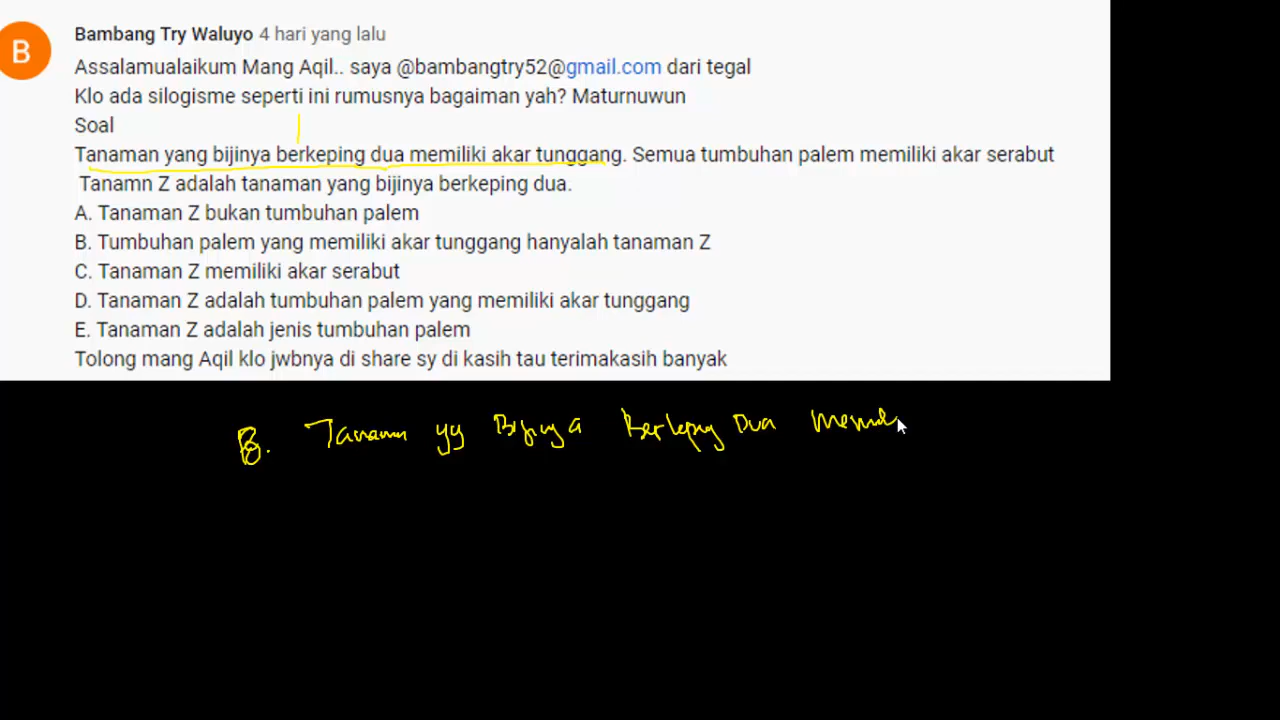 B
Bambang Try Waluyo 4 hari yang lalu
Assalamualaikum Mang Aqil.. saya @bambangtry52@gmail.com dari tegal
Klo ada silogisme seperti ini rumusnya bagaiman yah? Maturnuwun
Soal
Tanaman yang bijinya berkeping dua memiliki akar tunggang. Semua tumbuhan palem memiliki akar serabut
Tanamn Z adalah tanaman yang bijinya berkeping dua.
A. Tanaman Z bukan tumbuhan palem
B. Tumbuhan palem yang memiliki akar tunggang hanyalah tanaman Z
C. Tanaman Z memiliki akar serabut
D. Tanaman Z adalah tumbuhan palem yang memiliki akar tunggang
E. Tanaman Z adalah jenis tumbuhan palem
Tolong mang Aqil klo jwbnya di share sy di kasih tau terimakasih banyak
Tanaman yg Bijinya Berkeping Dua